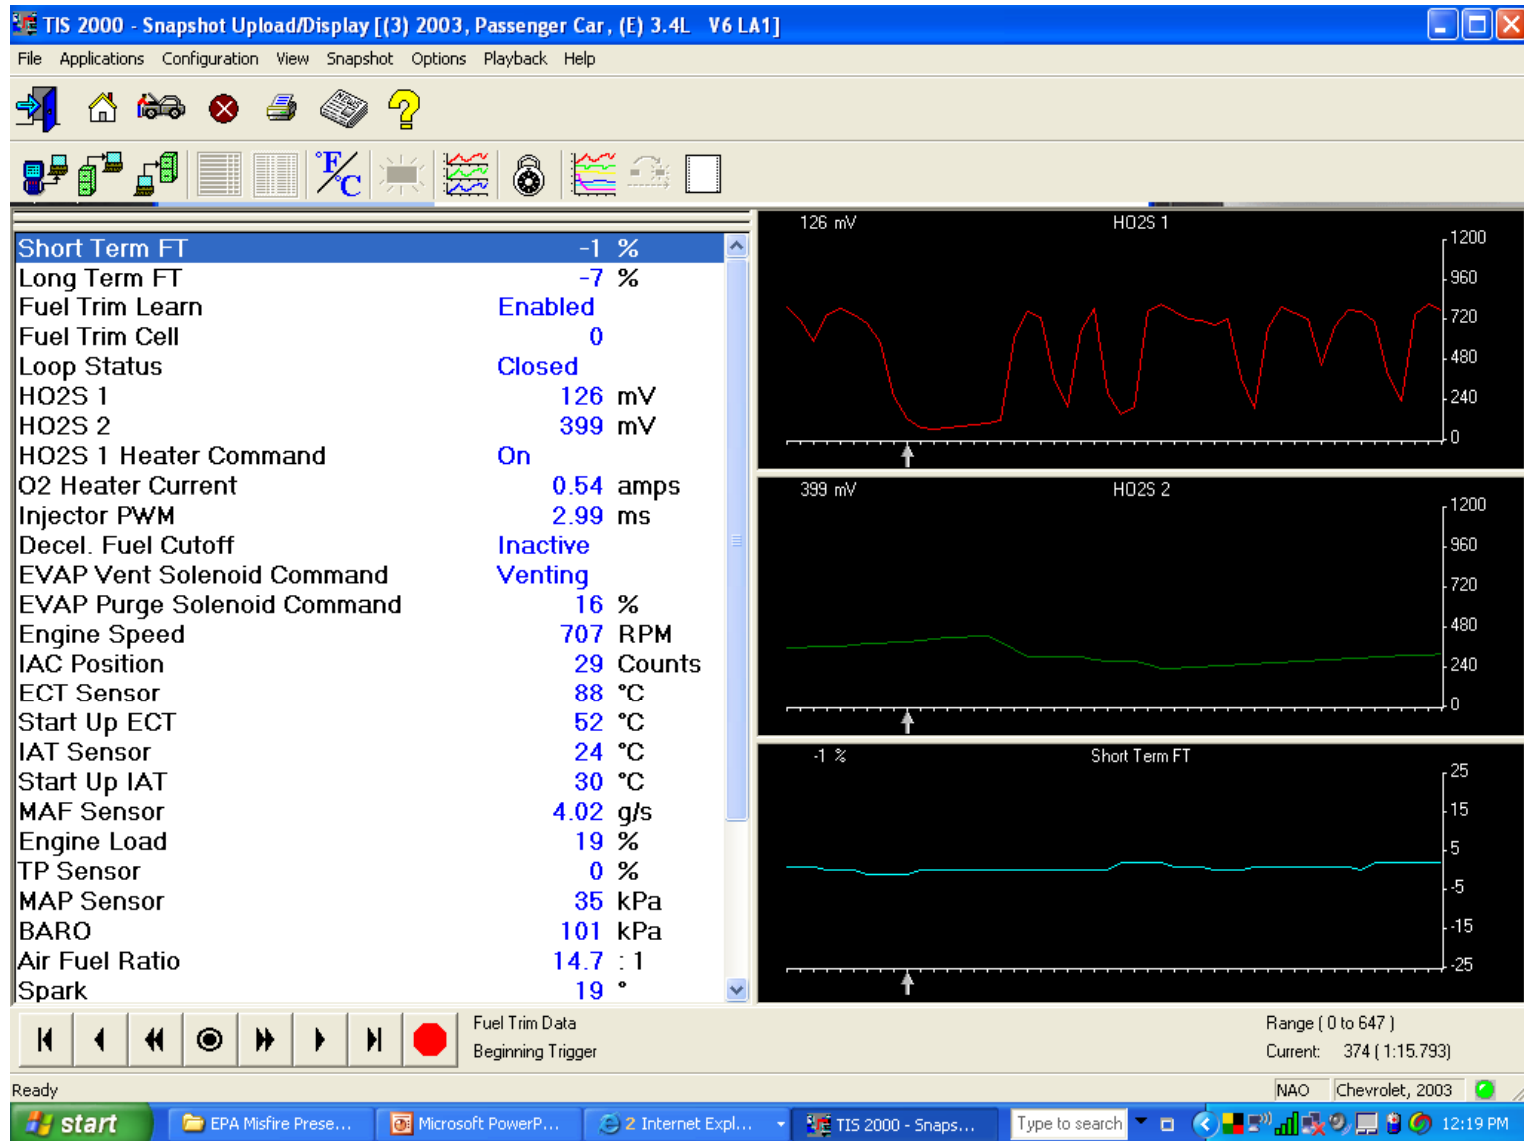 TIS 2000 - Snapshot Upload/Display [(3) 2003, Passenger Car, (E) 3.4L V6 LA1]
File Applications Configuration View Snapshot Options Playback Help
NEWS
°F/°C
Short Term FT -1 %
Long Term FT -7 %
Fuel Trim Learn Enabled
Fuel Trim Cell 0
Loop Status Closed
HO2S 1 126 mV
HO2S 2 399 mV
HO2S 1 Heater Command On
O2 Heater Current 0.54 amps
Injector PWM 2.99 ms
Decel. Fuel Cutoff Inactive
EVAP Vent Solenoid Command Venting
EVAP Purge Solenoid Command 16 %
Engine Speed 707 RPM
IAC Position 29 Counts
ECT Sensor 88 °C
Start Up ECT 52 °C
IAT Sensor 24 °C
Start Up IAT 30 °C
MAF Sensor 4.02 g/s
Engine Load 19 %
TP Sensor 0 %
MAP Sensor 35 kPa
BARO 101 kPa
Air Fuel Ratio 14.7 : 1
Spark 19 °
126 mV HO2S 1
1200
960
720
480
240
0
399 mV HO2S 2
1200
960
720
480
240
0
-1 % Short Term FT
25
15
5
-5
-15
-25
Fuel Trim Data
Beginning Trigger
Range ( 0 to 647 )
Current: 374 ( 1:15.793)
Ready NAO Chevrolet, 2003
start EPA Misfire Prese... Microsoft PowerP... 2 Internet Expl... TIS 2000 - Snaps... Type to search 12:19 PM